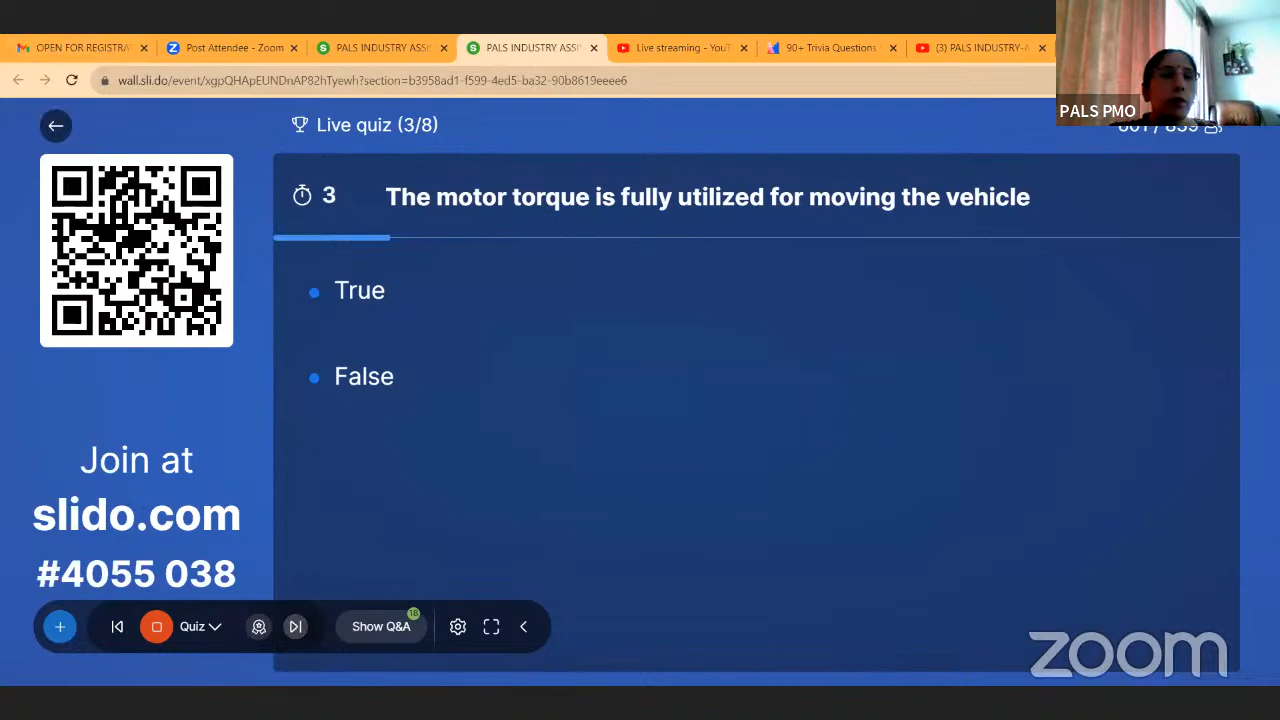 OPEN FOR REGISTRA
Post Attendee - Zoom
PALS INDUSTRY ASSI
PALS INDUSTRY ASSI
Live streaming - YouT
90+ Trivia Questions
(3) PALS INDUSTRY-A
wall.sli.do/event/xgpQHApEUNDnAP82hTyewh?section=b3958ad1-f599-4ed5-ba32-90b8619eeee6
PALS PMO
Live quiz (3/8)
3
The motor torque is fully utilized for moving the vehicle
True
False
Join at
slido.com
#4055 038
Quiz
Show Q&A
18
zoom